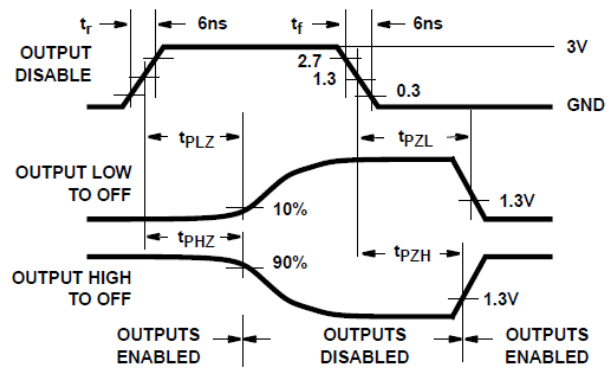 tr 6ns tf 6ns
OUTPUT
DISABLE
3V
2.7
1.3
0.3
GND
tPLZ tPZL
OUTPUT LOW
TO OFF
10%
1.3V
tPHZ tPZH
OUTPUT HIGH
TO OFF
90%
1.3V
OUTPUTS
ENABLED
OUTPUTS
DISABLED
OUTPUTS
ENABLED